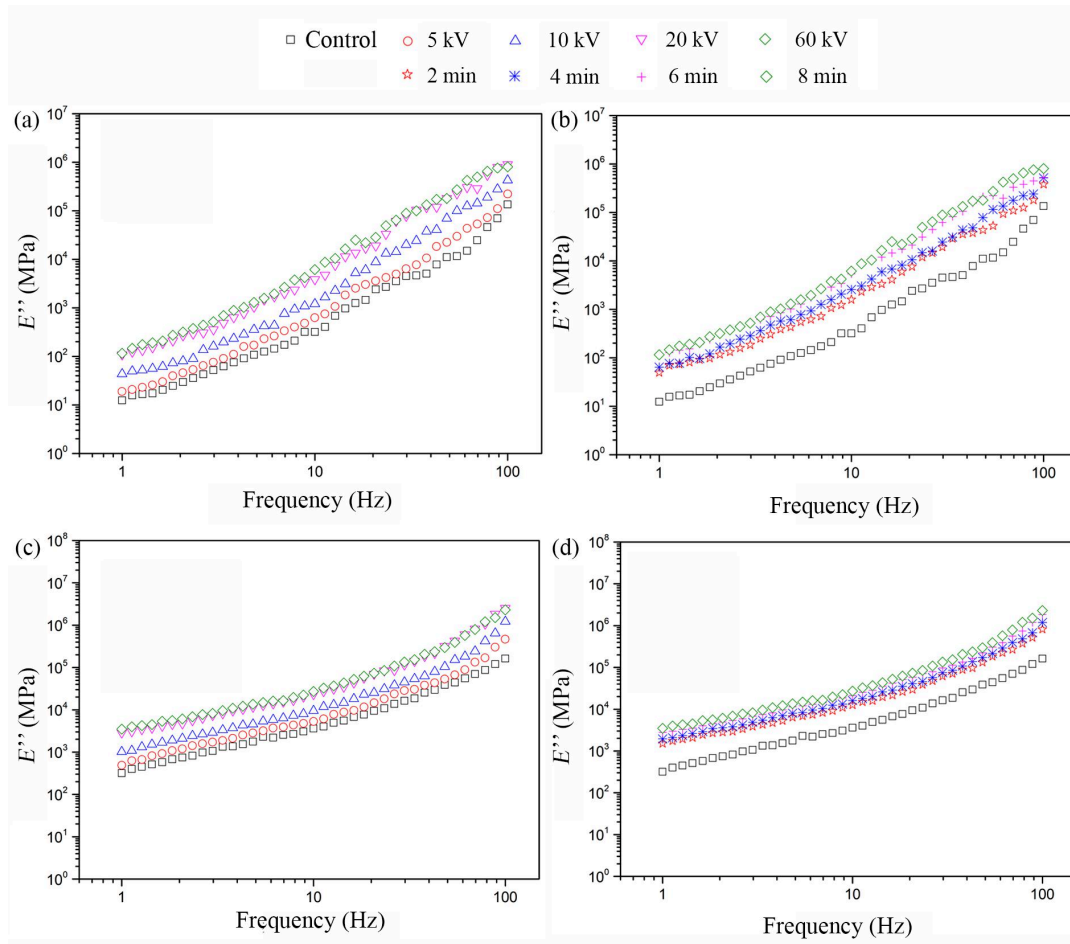 Control 5 kV 10 kV 20 kV 60 kV
2 min 4 min 6 min 8 min
(a)
10⁷
10⁶
10⁵
10⁴
10³
10²
10¹
10⁰
E’’ (MPa)
1 10 100
Frequency (Hz)
(b)
10⁷
10⁶
10⁵
10⁴
10³
10²
10¹
10⁰
E’’ (MPa)
1 10 100
Frequency (Hz)
(c)
10⁸
10⁷
10⁶
10⁵
10⁴
10³
10²
10¹
10⁰
E’’ (MPa)
1 10 100
Frequency (Hz)
(d)
10⁸
10⁷
10⁶
10⁵
10⁴
10³
10²
10¹
10⁰
E’’ (MPa)
1 10 100
Frequency (Hz)